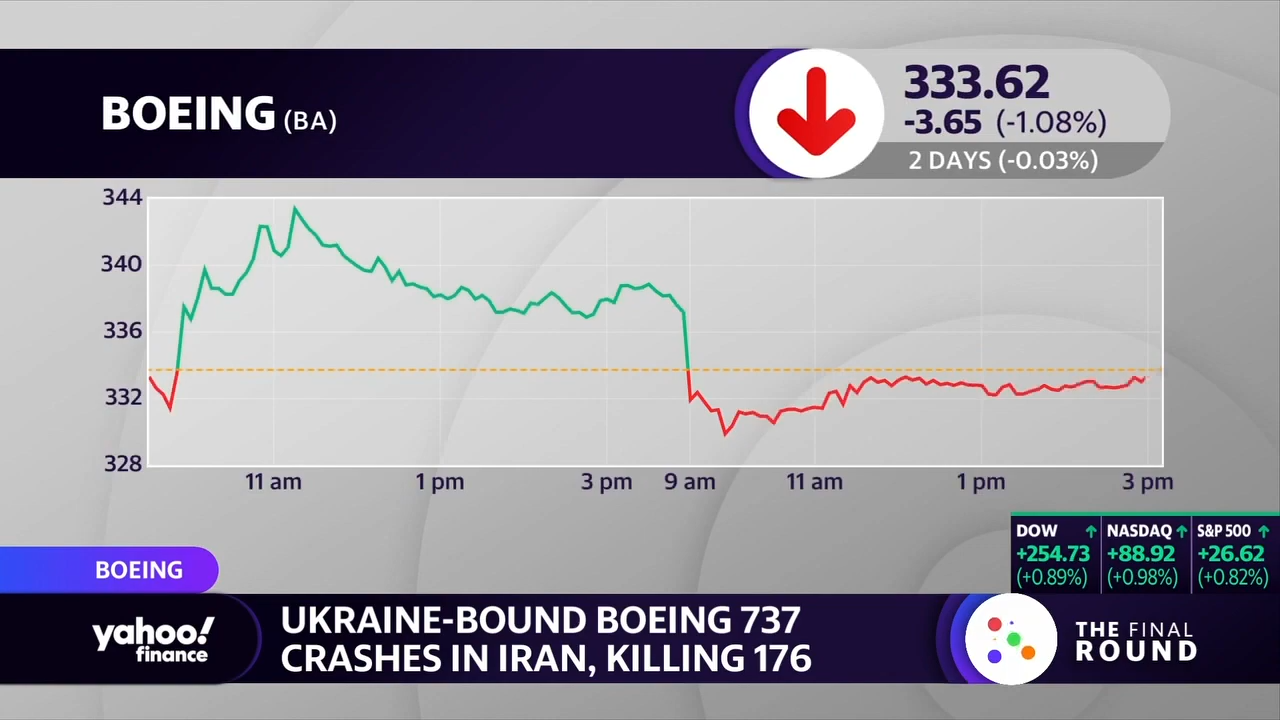 BOEING (BA)
333.62
-3.65 (-1.08%)
2 DAYS (-0.03%)
344
340
336
332
328
11 am
1 pm
3 pm
9 am
11 am
1 pm
3 pm
DOW
+254.73
(+0.89%)
NASDAQ
+88.92
(+0.98%)
S&P 500
+26.62
(+0.82%)
BOEING
yahoo!
finance
UKRAINE-BOUND BOEING 737
CRASHES IN IRAN, KILLING 176
THE FINAL
ROUND